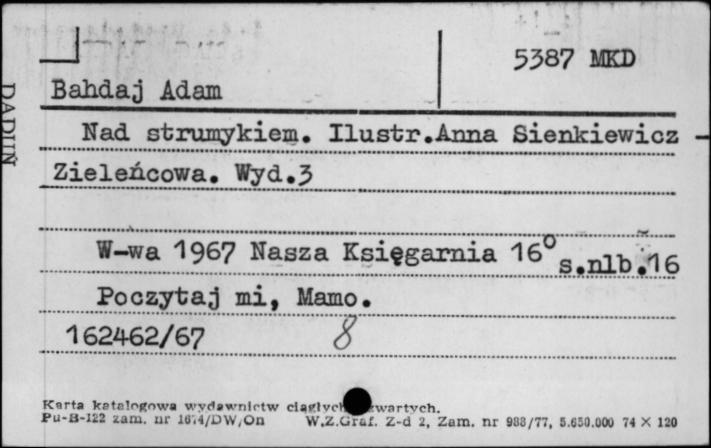 5387 MKD
Bahdaj Adam
Nad strumykiem. Ilustr.Anna Sienkiewicz -
Zieleńcowa. Wyd.3
W-wa 1967 Nasza Księgarnia 16° s.nlb.16
Poczytaj mi, Mamo.
162462/67 8
Karta katalogowa wydawnictw ciągłych zwartych.
Pu-B-122 zam. nr 1674/DW/On W.Z.Graf. Z-d 2, Zam. nr 988/77, 5.650.000 74 X 120